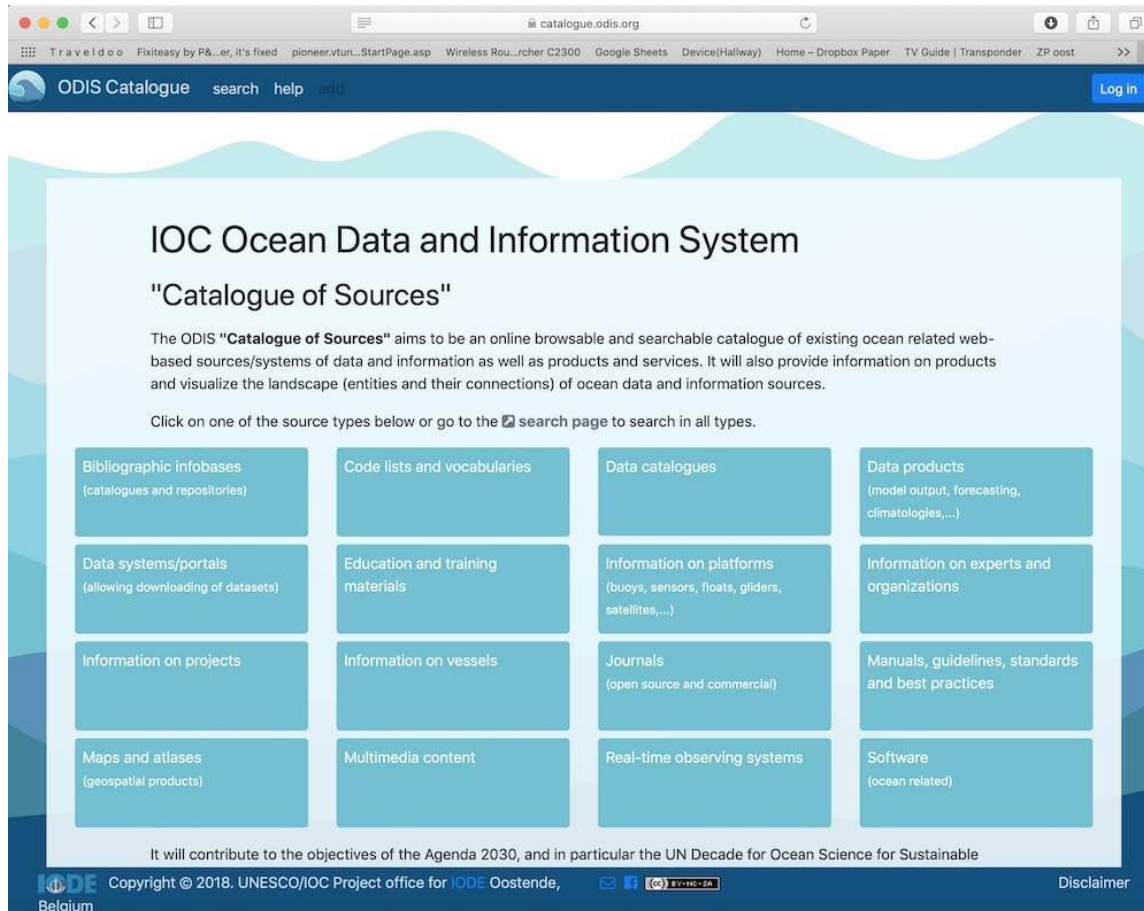 catalogue.odis.org
Traveldoo Fixiteasy by P&...er, it's fixed pioneer.vtun...StartPage.asp Wireless Rou...rcher C2300 Google Sheets Device(Hallway) Home – Dropbox Paper TV Guide | Transponder ZP oost >>
ODIS Catalogue search help add Log in
IOC Ocean Data and Information System
"Catalogue of Sources"
The ODIS "Catalogue of Sources" aims to be an online browsable and searchable catalogue of existing ocean related web-
based sources/systems of data and information as well as products and services. It will also provide information on products
and visualize the landscape (entities and their connections) of ocean data and information sources.
Click on one of the source types below or go to the search page to search in all types.
Bibliographic infobases
(catalogues and repositories)
Code lists and vocabularies
Data catalogues
Data products
(model output, forecasting,
climatologies,...)
Data systems/portals
(allowing downloading of datasets)
Education and training
materials
Information on platforms
(buoys, sensors, floats, gliders,
satellites,...)
Information on experts and
organizations
Information on projects
Information on vessels
Journals
(open source and commercial)
Manuals, guidelines, standards
and best practices
Maps and atlases
(geospatial products)
Multimedia content
Real-time observing systems
Software
(ocean related)
It will contribute to the objectives of the Agenda 2030, and in particular the UN Decade for Ocean Science for Sustainable
IODE Copyright © 2018. UNESCO/IOC Project office for IODE Oostende, (cc) BY-NC-SA Disclaimer
Belgium